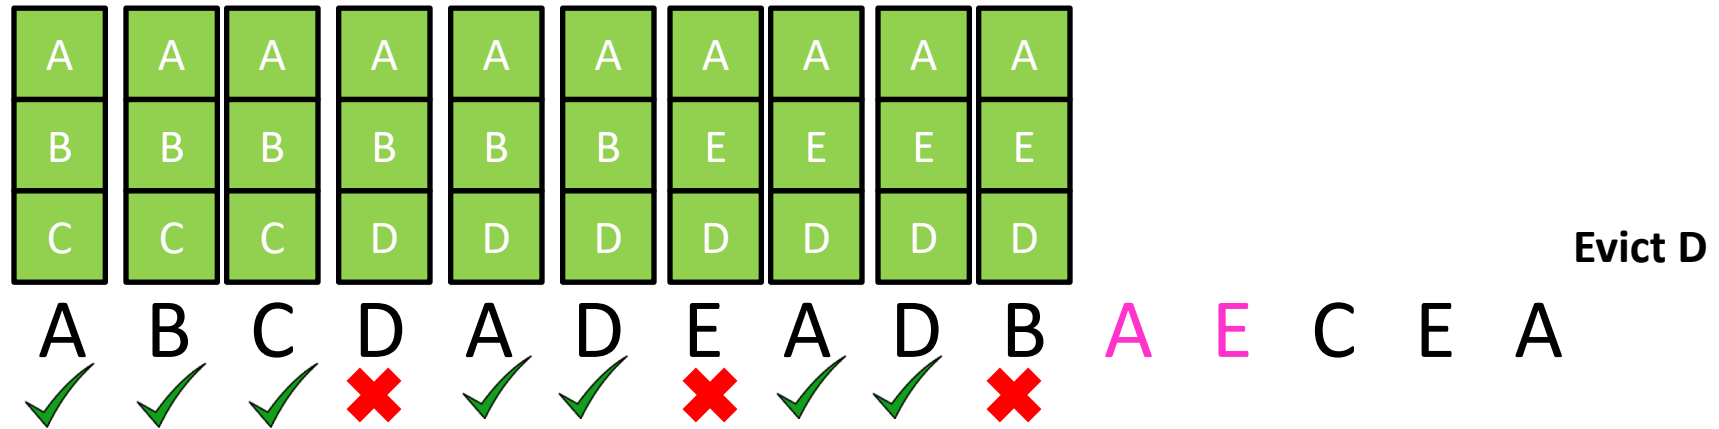 A A A A A A A A A A
B B B B B B E E E E
C C C D D D D D D D
Evict D
A B C D A D E A D B A E C E A